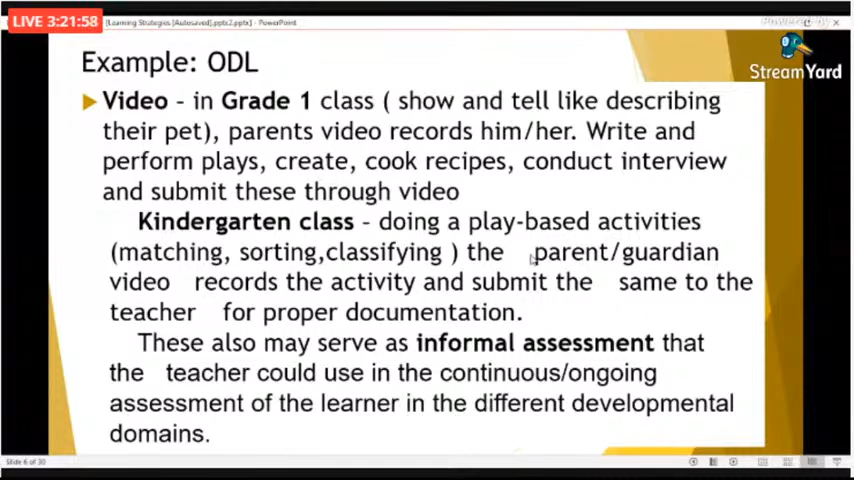 LIVE 3:21:58
[Learning Strategies [Autosaved].pptx2.pptx] - PowerPoint
Powered by
StreamYard
Example: ODL
Video – in Grade 1 class ( show and tell like describing
their pet), parents video records him/her. Write and
perform plays, create, cook recipes, conduct interview
and submit these through video
Kindergarten class – doing a play-based activities
(matching, sorting,classifying ) the parent/guardian
video records the activity and submit the same to the
teacher for proper documentation.
These also may serve as informal assessment that
the teacher could use in the continuous/ongoing
assessment of the learner in the different developmental
domains.
Slide 6 of 30